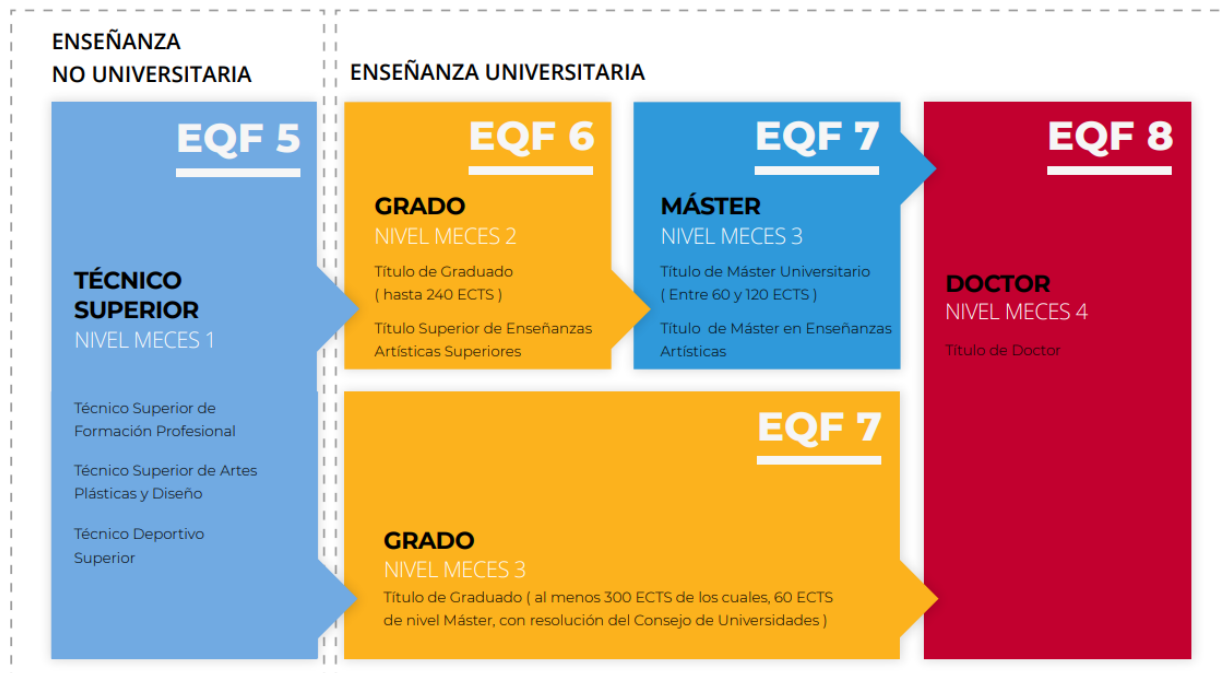 ENSEÑANZA
NO UNIVERSITARIA
EQF 5
TÉCNICO
SUPERIOR
NIVEL MECES 1
Técnico Superior de
Formación Profesional
Técnico Superior de Artes
Plásticas y Diseño
Técnico Deportivo
Superior
ENSEÑANZA UNIVERSITARIA
EQF 6
GRADO
NIVEL MECES 2
Título de Graduado
( hasta 240 ECTS )
Título Superior de Enseñanzas
Artísticas Superiores
EQF 7
MÁSTER
NIVEL MECES 3
Título de Máster Universitario
( Entre 60 y 120 ECTS )
Título de Máster en Enseñanzas
Artísticas
EQF 7
GRADO
NIVEL MECES 3
Título de Graduado ( al menos 300 ECTS de los cuales, 60 ECTS
de nivel Máster, con resolución del Consejo de Universidades )
EQF 8
DOCTOR
NIVEL MECES 4
Título de Doctor